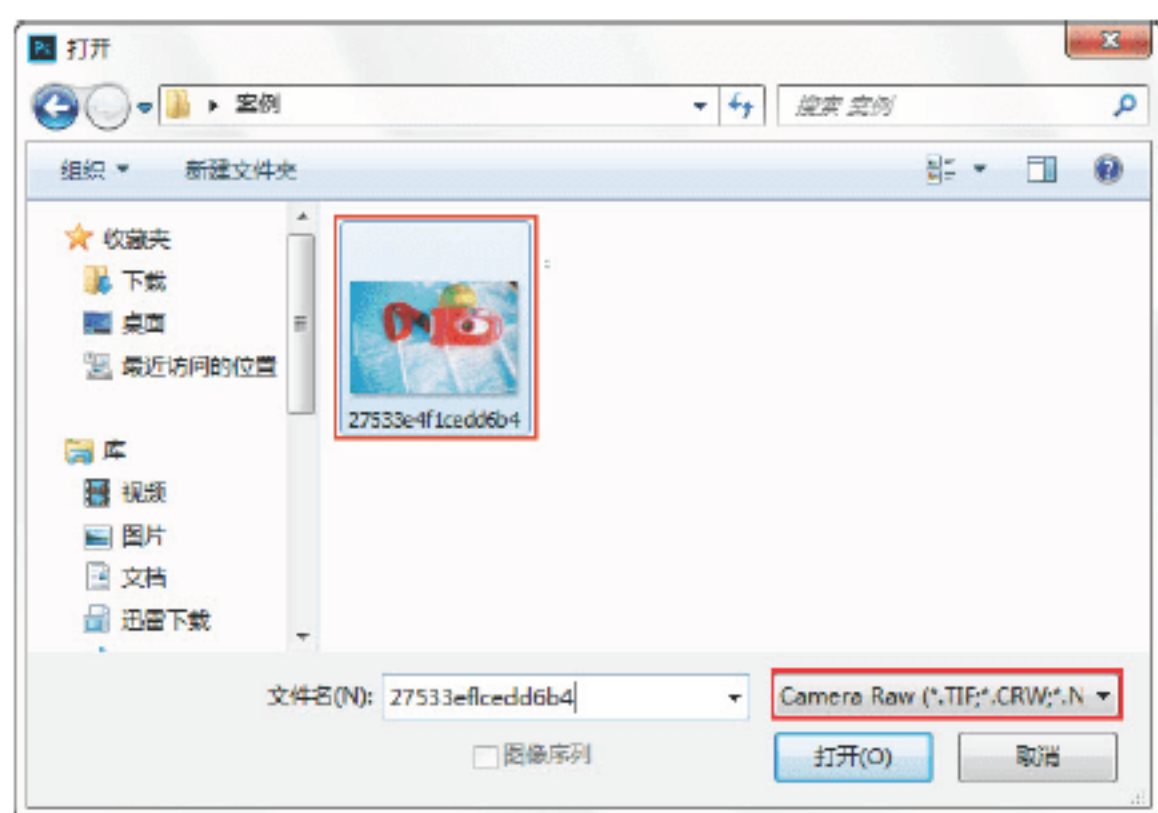 Ps 打开
案例
搜索 案例
组织 新建文件夹
收藏夹
下载
桌面
最近访问的位置
库
视频
图片
文档
迅雷下载
27533e4f1cedd6b4
文件名(N): 27533eflcedd6b4
Camera Raw (*.TIF;*.CRW;*.N
图像序列
打开(O) 取消